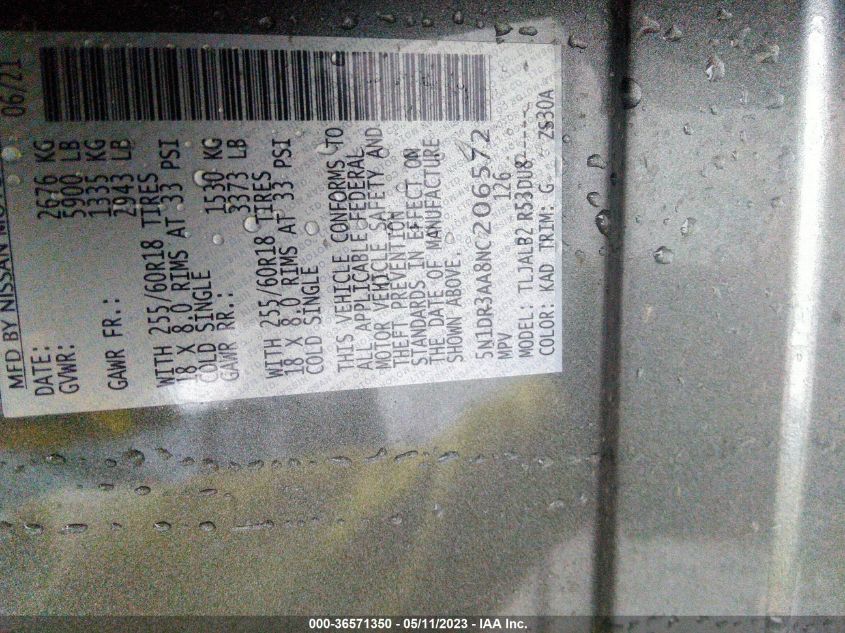 MFD BY NISSAN
DATE: 06/21
GVWR: 2676 KG
5900 LB
GAWR FR.: 1335 KG
2943 LB
WITH 255/60R18 TIRES
18 X 8.0 RIMS AT 33 PSI
COLD SINGLE
GAWR RR.: 1530 KG
3373 LB
WITH 255/60R18 TIRES
18 X 8.0 RIMS AT 33 PSI
COLD SINGLE
THIS VEHICLE CONFORMS TO
ALL APPLICABLE FEDERAL
MOTOR VEHICLE SAFETY AND
THEFT PREVENTION
STANDARDS IN EFFECT ON
THE DATE OF MANUFACTURE
SHOWN ABOVE.
5N1DR3AA8NC206572
MPV 126
MODEL: TLJALB2 R53DU8-----
COLOR: KAD TRIM: G 7S30A
000-36571350 - 05/11/2023 - IAA Inc.